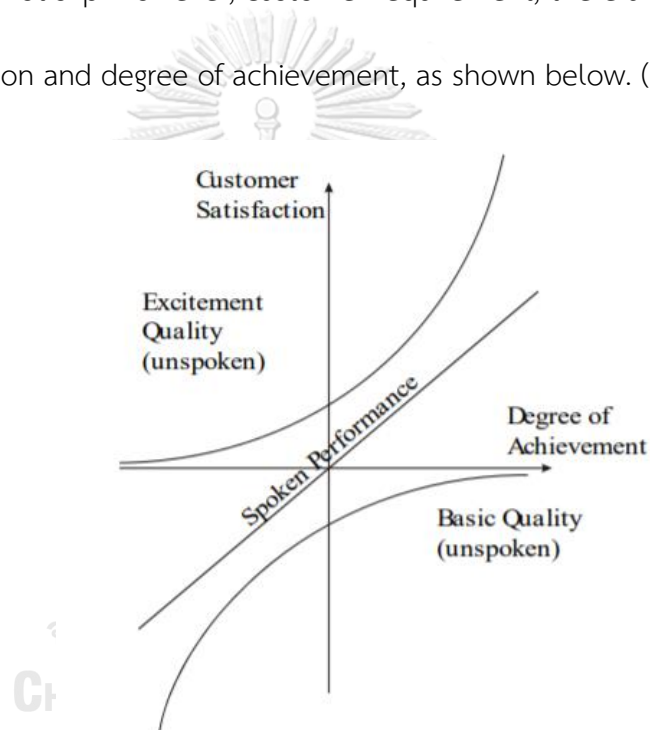 on and degree of achievement, as shown below. (
Customer
Satisfaction
Excitement
Quality
(unspoken)
Spoken Performance
Degree of
Achievement
Basic Quality
(unspoken)